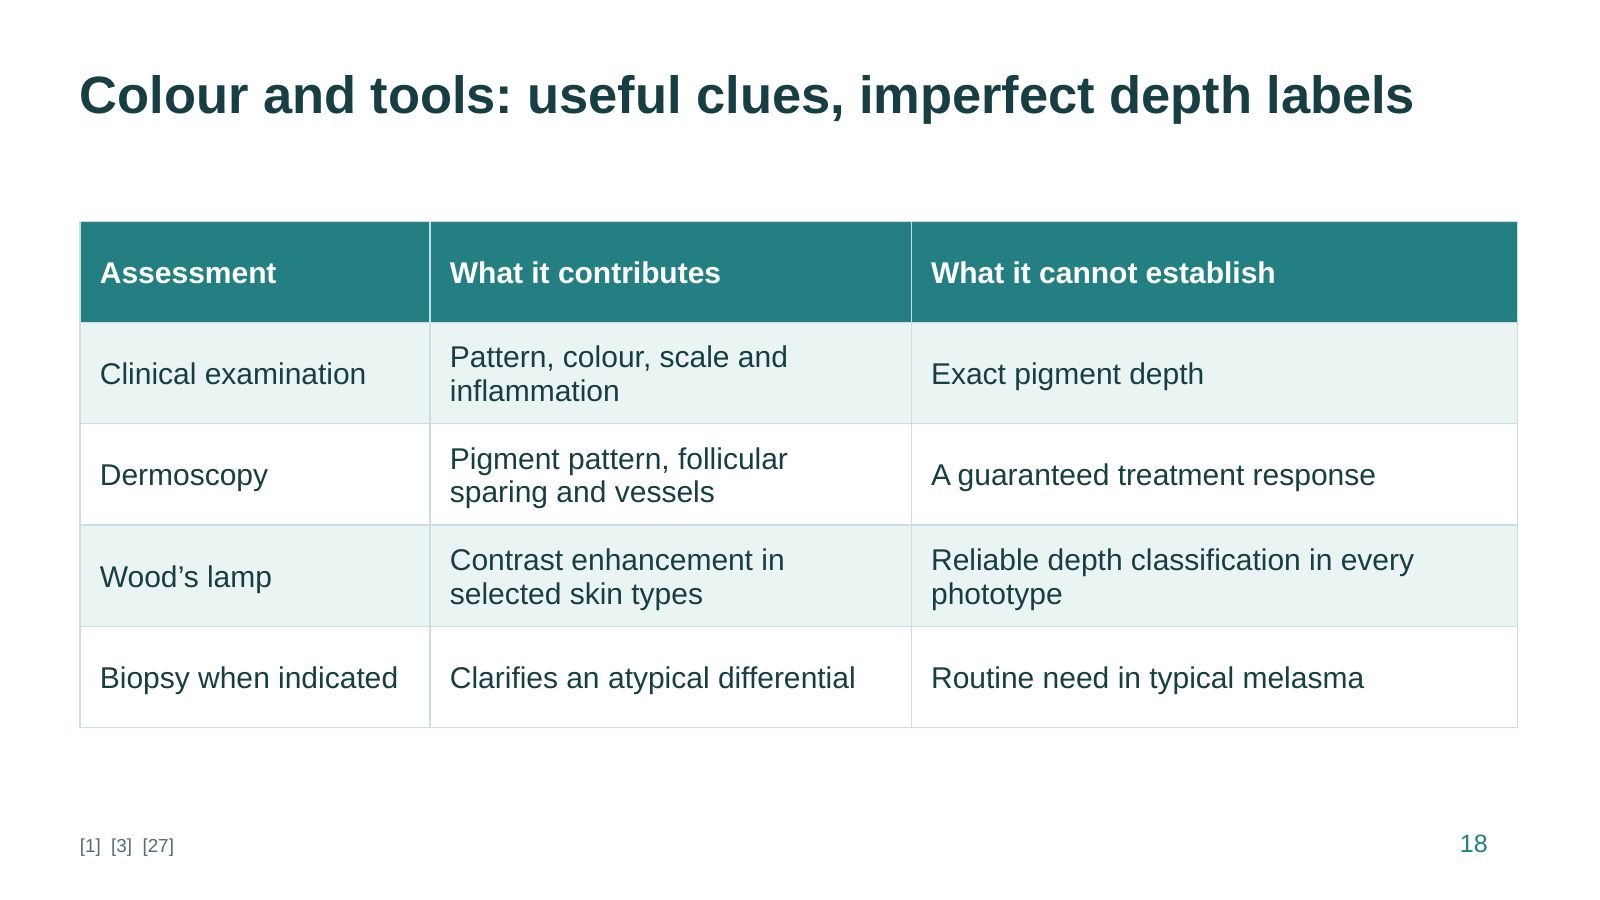 Colour and tools: useful clues, imperfect depth labels
Assessment
What it contributes
What it cannot establish
Clinical examination
Pattern, colour, scale and
inflammation
Exact pigment depth
Dermoscopy
Pigment pattern, follicular
sparing and vessels
A guaranteed treatment response
Wood’s lamp
Contrast enhancement in
selected skin types
Reliable depth classification in every
phototype
Biopsy when indicated
Clarifies an atypical differential
Routine need in typical melasma
[1] [3] [27]
18